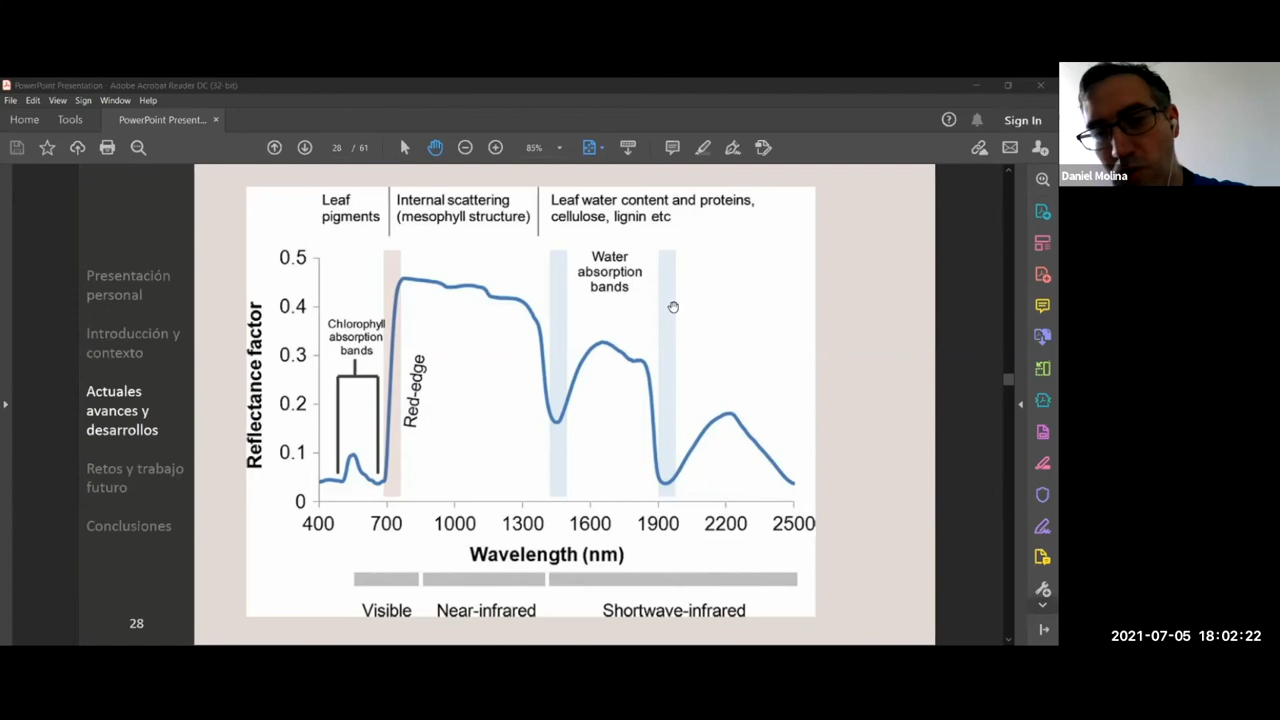 PowerPoint Presentation - Adobe Acrobat Reader DC (32-bit)
File Edit View Sign Window Help
Home Tools PowerPoint Present... ×
Sign In
28 / 61
85%
Daniel Molina
Presentación
personal
Introducción y
contexto
Actuales
avances y
desarrollos
Retos y trabajo
futuro
Conclusiones
28
Leaf
pigments
Internal scattering
(mesophyll structure)
Leaf water content and proteins,
cellulose, lignin etc
Water
absorption
bands
Chlorophyll
absorption
bands
Red-edge
Reflectance factor
0.5
0.4
0.3
0.2
0.1
0
400 700 1000 1300 1600 1900 2200 2500
Wavelength (nm)
Visible Near-infrared Shortwave-infrared
2021-07-05 18:02:22